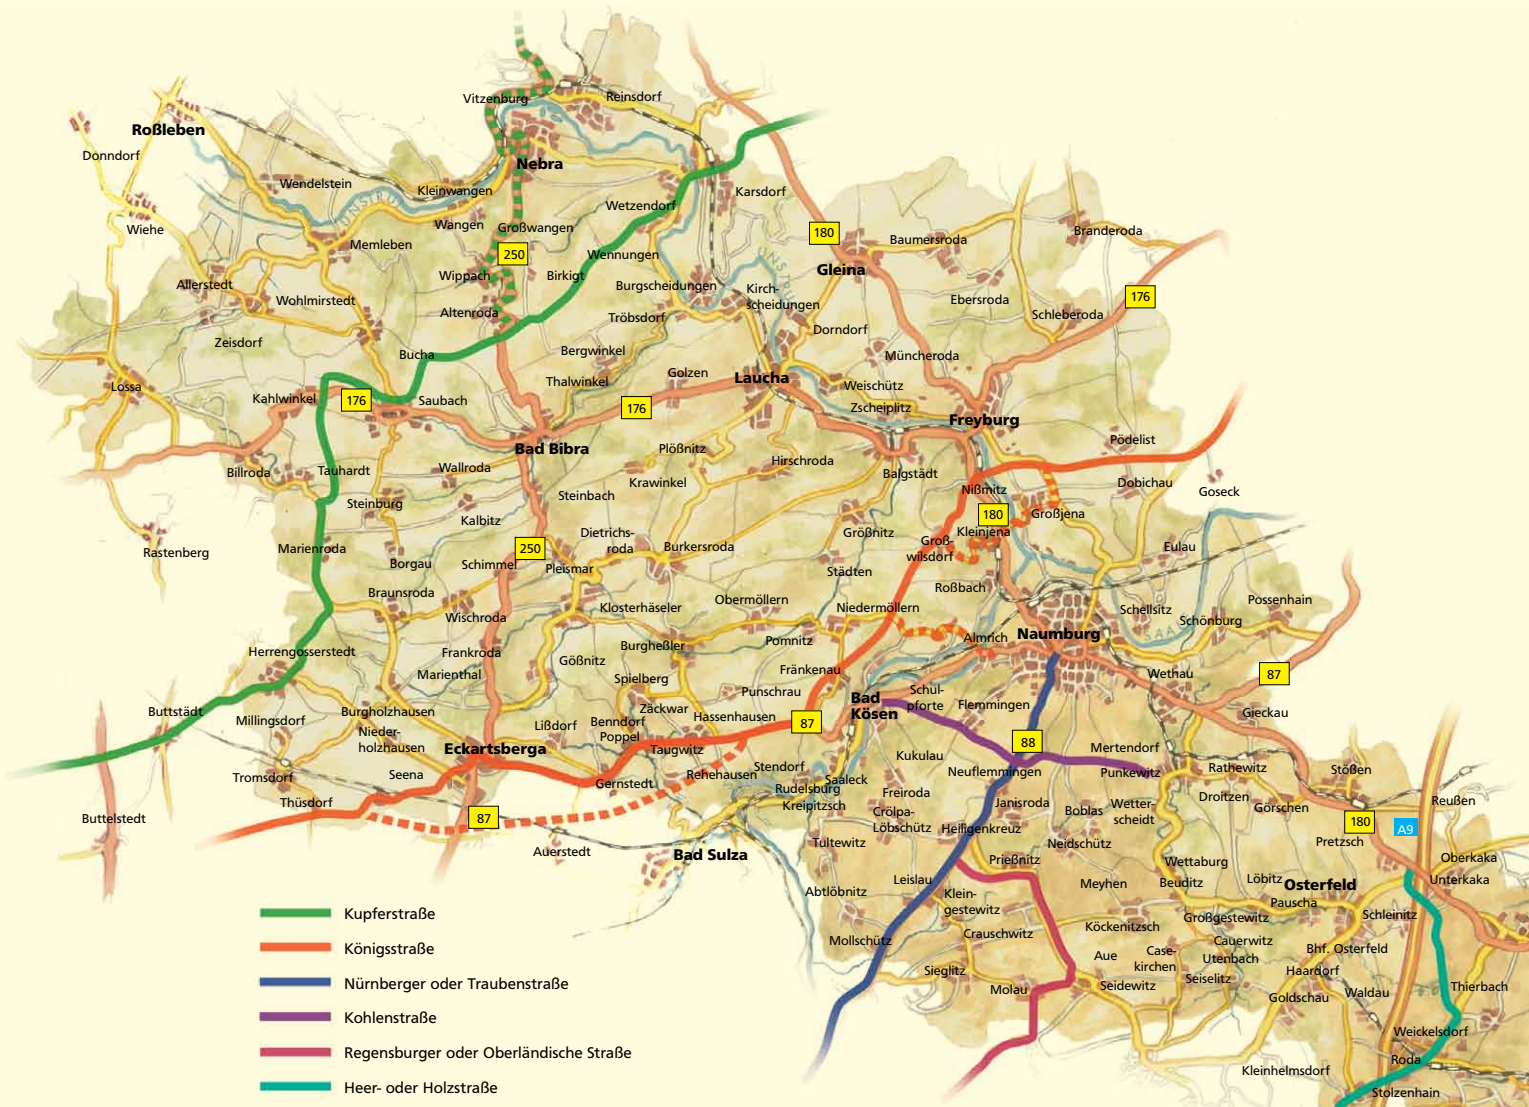 Vitzenburg
Reinsdorf
Roßleben
Donndorf
Nebra
Wendelstein
Kleinwangen
Karsdorf
UNSTRUT
Wetzendorf
Wiehe
Wangen
Großwangen
180
Branderoda
Memleben
Baumersroda
250
Wennungen
Gleina
Wippach
Birkigt
Allerstedt
Burgscheidungen
Kirch-
scheidungen
176
Wohlmirstedt
Ebersroda
Altenroda
Tröbsdorf
Schleberoda
Dorndorf
Zeisdorf
Bergwinkel
Bucha
Müncheroda
Golzen
Laucha
Thalwinkel
Lossa
Weischütz
Kahlwinkel
176
Saubach
176
Zscheiplitz
Freyburg
Bad Bibra
Plößnitz
Pödelist
Hirschroda
Billroda
Tauhardt
Wallroda
Balgstädt
Krawinkel
Dobichau
Goseck
Nißmitz
Steinbach
Steinburg
180
Großjena
Kalbitz
Dietrichs-
roda
Größnitz
Kleinjena
Groß-
wilsdorf
Rastenberg
Marienroda
250
Burkersroda
Eulau
Borgau
Schimmel
Pleismar
Städten
Roßbach
Braunsroda
Obermöllern
Possenhain
Klosterhäseler
Niedermöllern
Schellsitz
Wischroda
Schönburg
SAALE
Naumburg
Almrich
Pomnitz
Herrengosserstedt
Frankroda
Burgheßler
Gößnitz
Marienthal
Fränkenau
Wethau
87
Spielberg
Punschrau
Schul-
pforte
Bad
Kösen
Flemmingen
Buttstädt
Millingsdorf
Burgholzhausen
Zäckwar
Hassenhausen
87
Gieckau
Lißdorf
Benndorf
Poppel
Nieder-
holzhausen
88
Eckartsberga
Taugwitz
Mertendorf
Kukulau
Tromsdorf
Seena
Rehehausen
Stendorf
Neuflemmingen
Punkewitz
Rathewitz
Stößen
Gernstedt
Saaleck
Rudelsburg
Kreipitzsch
Freiroda
Droitzen
Thüsdorf
Janisroda
Görschen
Reußen
Boblas
Wetter-
scheidt
Crölpa-
Löbschütz
Buttelstedt
87
Heiligenkreuz
180
A9
Tultewitz
Neidschütz
Pretzsch
Auerstedt
Bad Sulza
Prießnitz
Wettaburg
Oberkaka
Leislau
Meyhen
Beuditz
Löbitz
Osterfeld
Unterkaka
Abtlöbnitz
Klein-
gestewitz
Pauscha
Schleinitz
Großgestewitz
Köckenitzsch
Crauschwitz
Mollschütz
Cauerwitz
Bhf. Osterfeld
Aue
Case-
kirchen
Utenbach
Sieglitz
Haardorf
Seiselitz
Molau
Seidewitz
Waldau
Thierbach
Goldschau
Weickelsdorf
Roda
Kleinhelmsdorf
Stolzenhain
Kupferstraße
Königsstraße
Nürnberger oder Traubenstraße
Kohlenstraße
Regensburger oder Oberländische Straße
Heer- oder Holzstraße